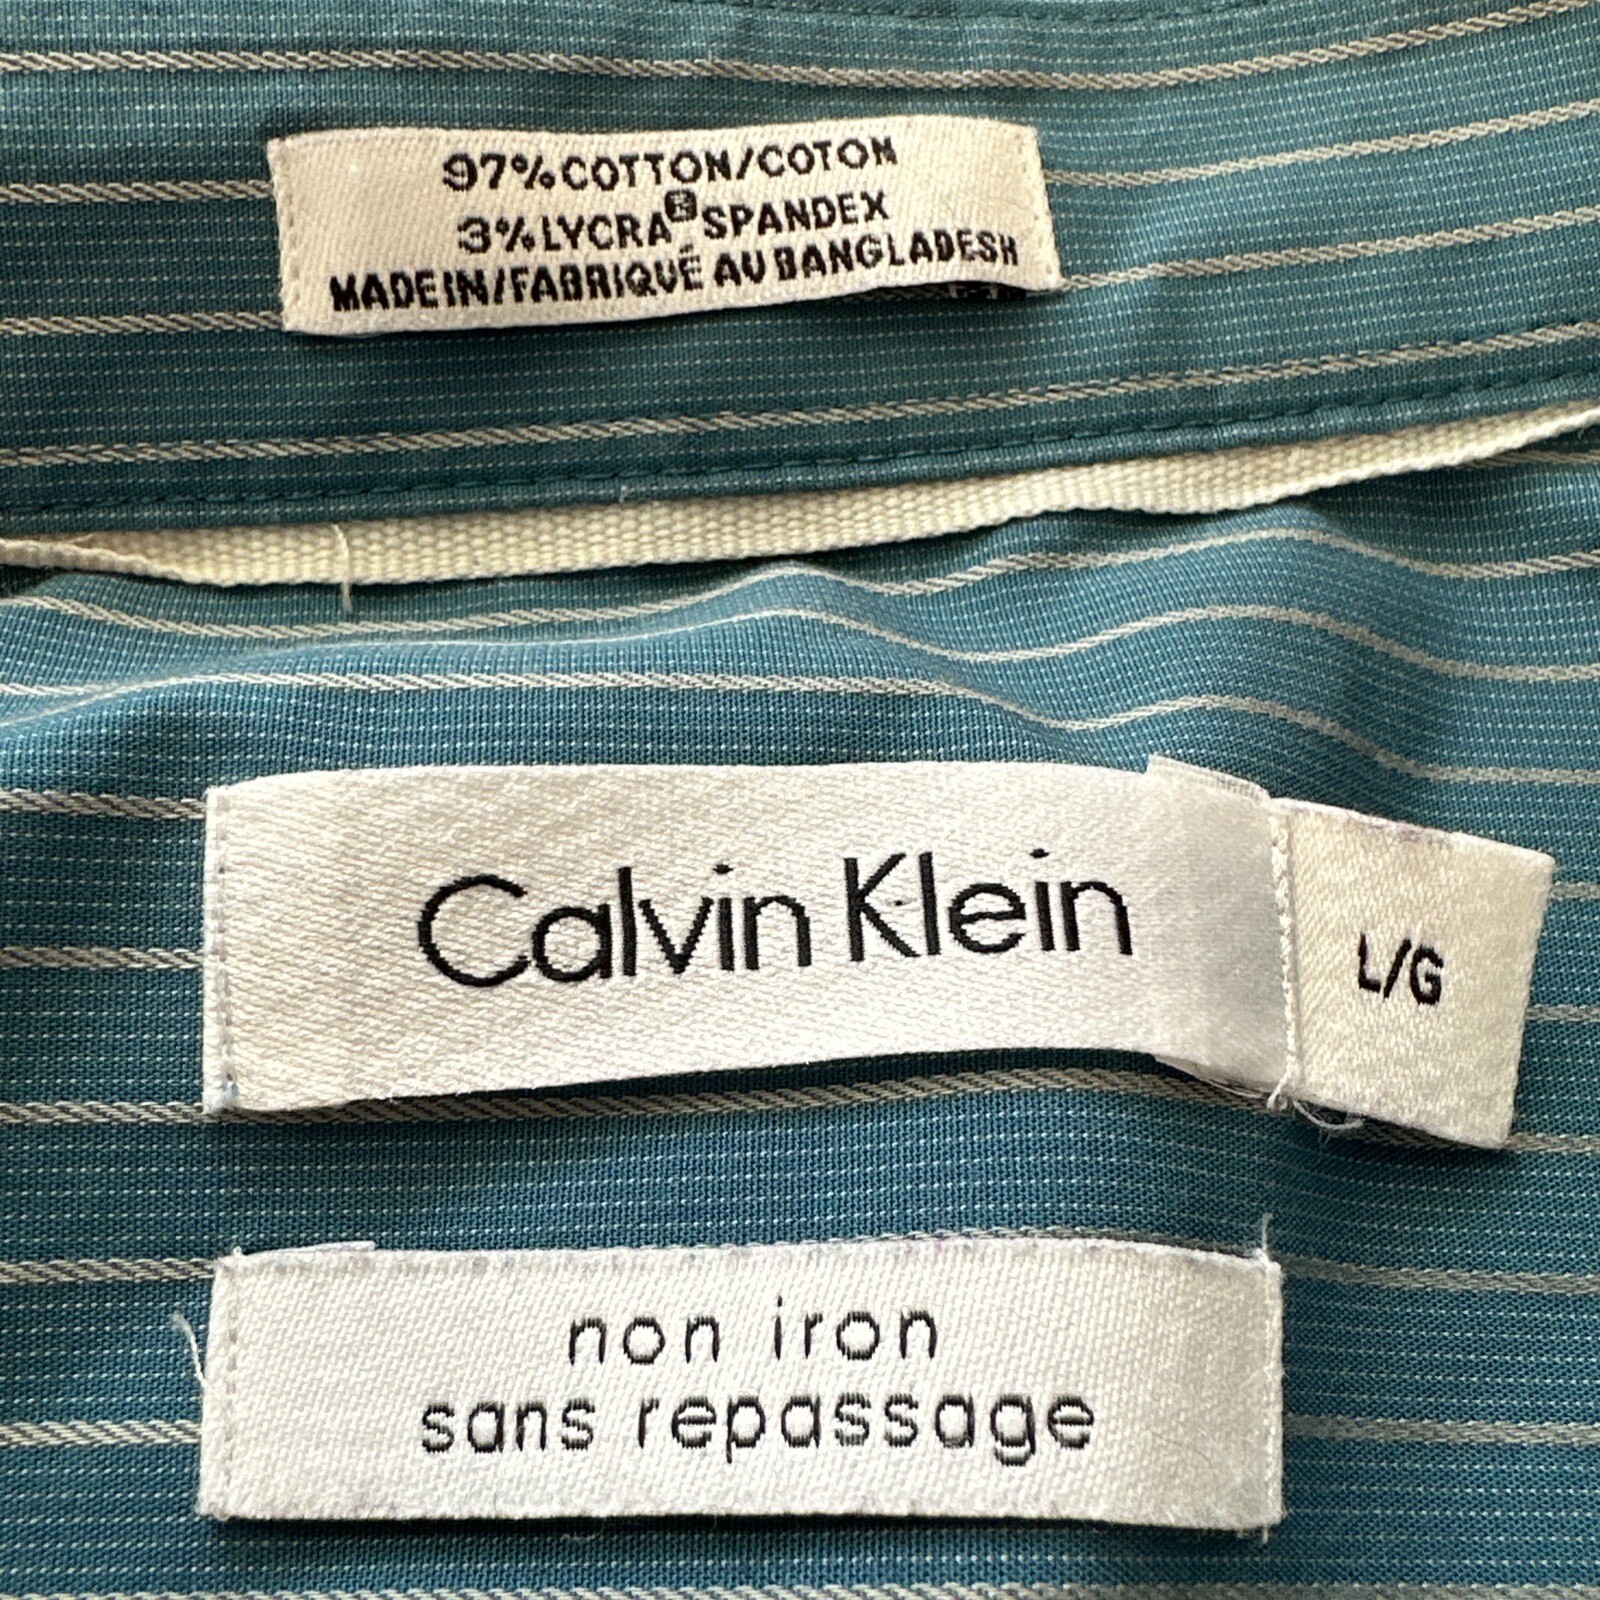 97%COTTON/COTON
3%LYCRA® SPANDEX
MADE IN/FABRIQUÉ AU BANGLADESH
Calvin Klein
L/G
non iron
sans repassage